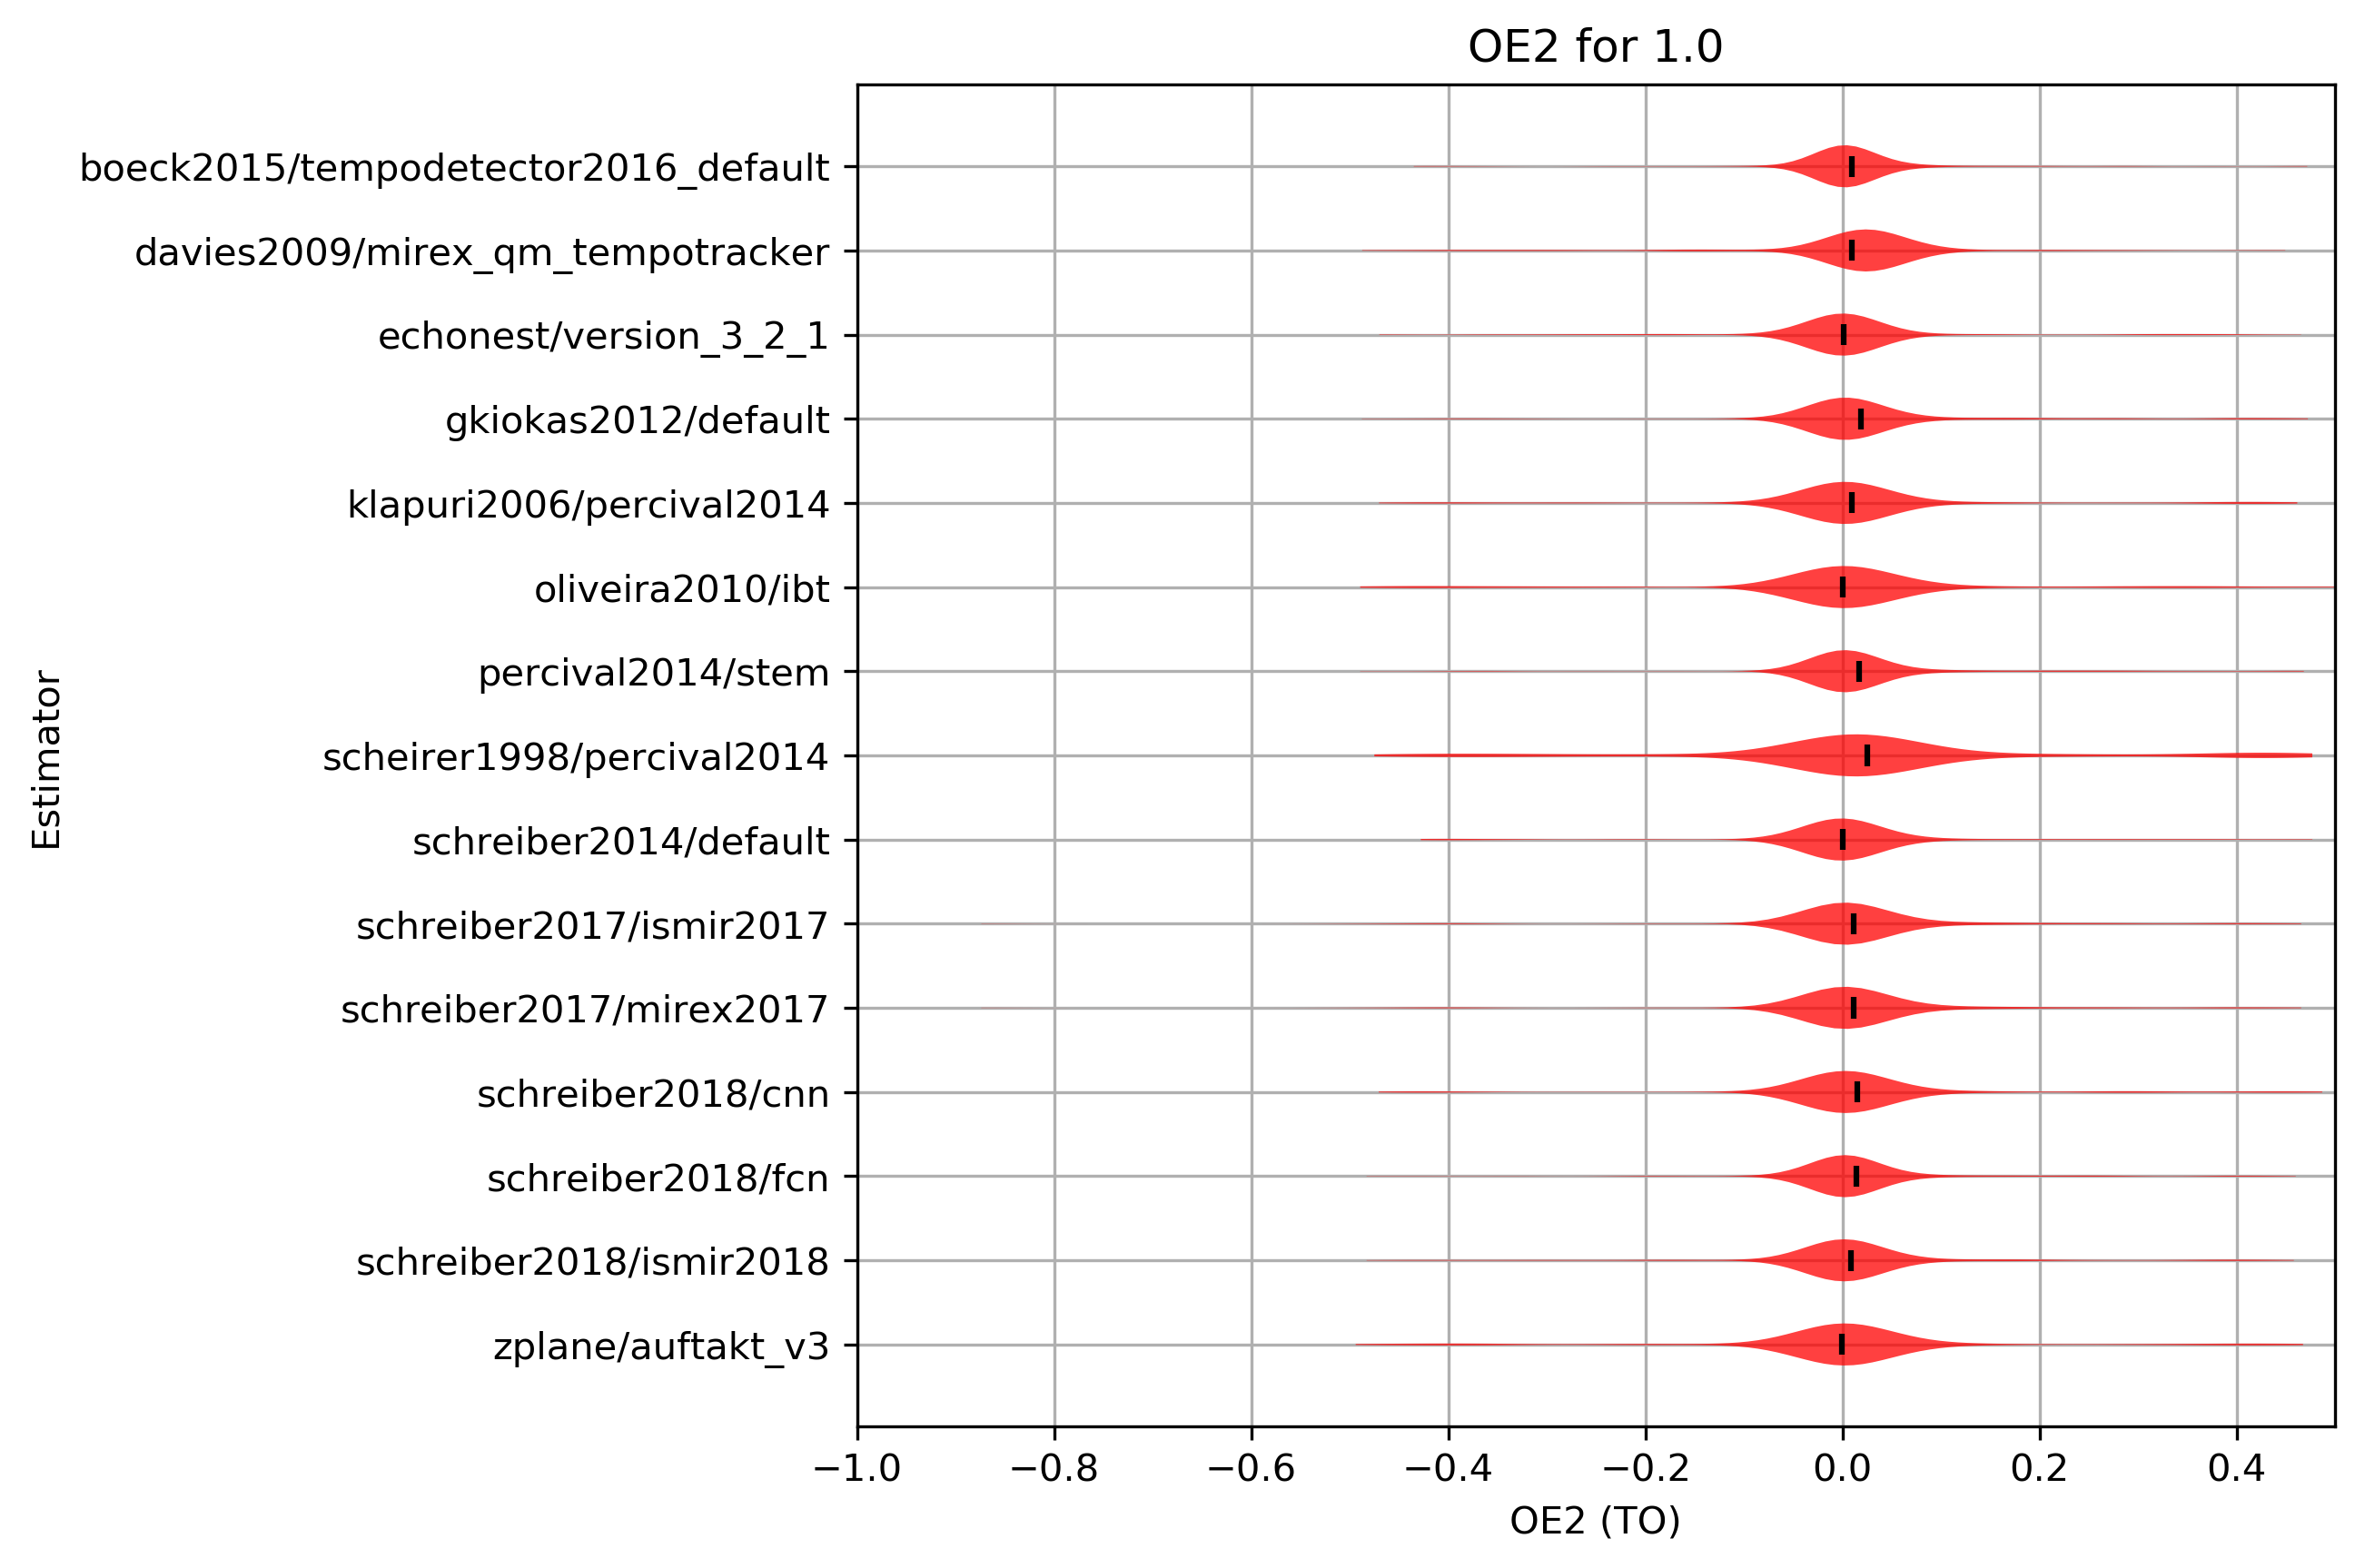 OE2 for 1.0
boeck2015/tempodetector2016_default
davies2009/mirex_qm_tempotracker
echonest/version_3_2_1
gkiokas2012/default
klapuri2006/percival2014
oliveira2010/ibt
percival2014/stem
scheirer1998/percival2014
schreiber2014/default
schreiber2017/ismir2017
schreiber2017/mirex2017
schreiber2018/cnn
schreiber2018/fcn
schreiber2018/ismir2018
zplane/auftakt_v3
Estimator
−1.0 −0.8 −0.6 −0.4 −0.2 0.0 0.2 0.4
OE2 (TO)